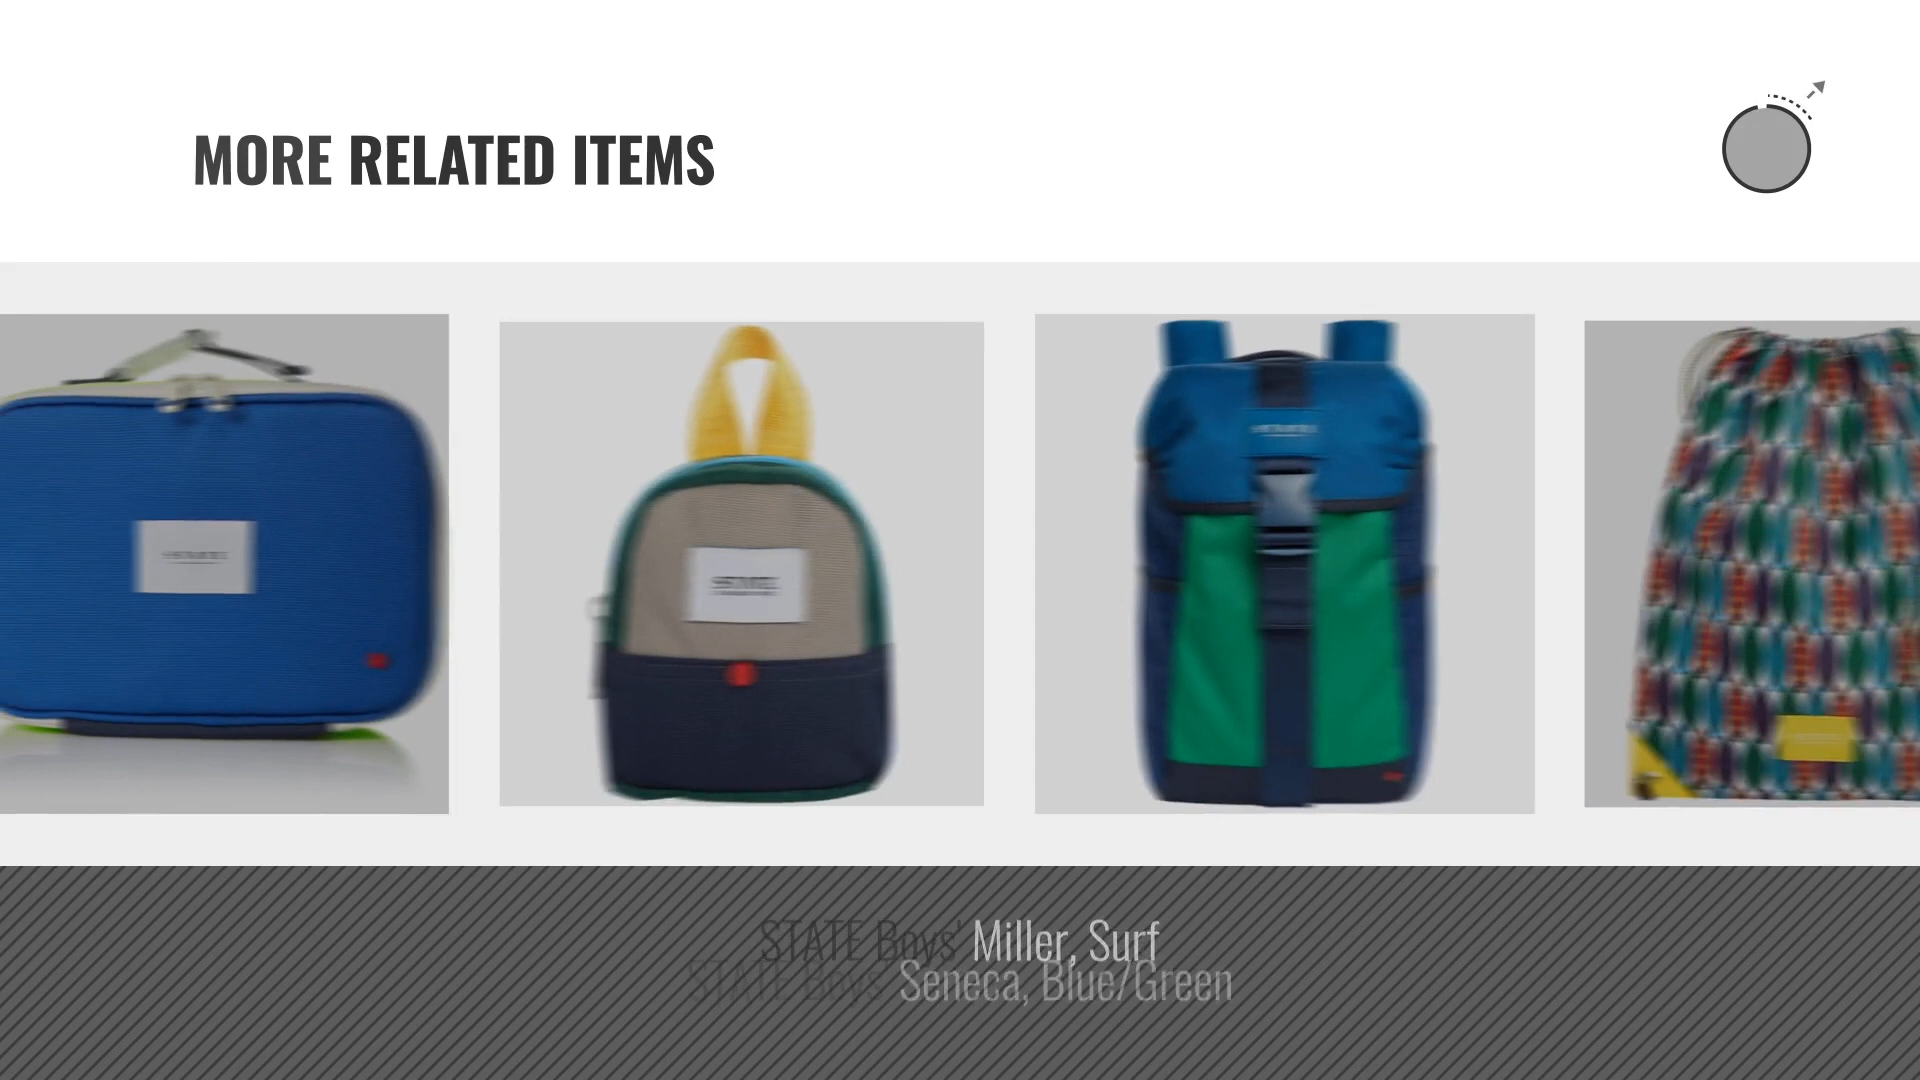 MORE RELATED ITEMS
STATE Boys' Miller, Surf
STATE Boys' Seneca, Blue/Green